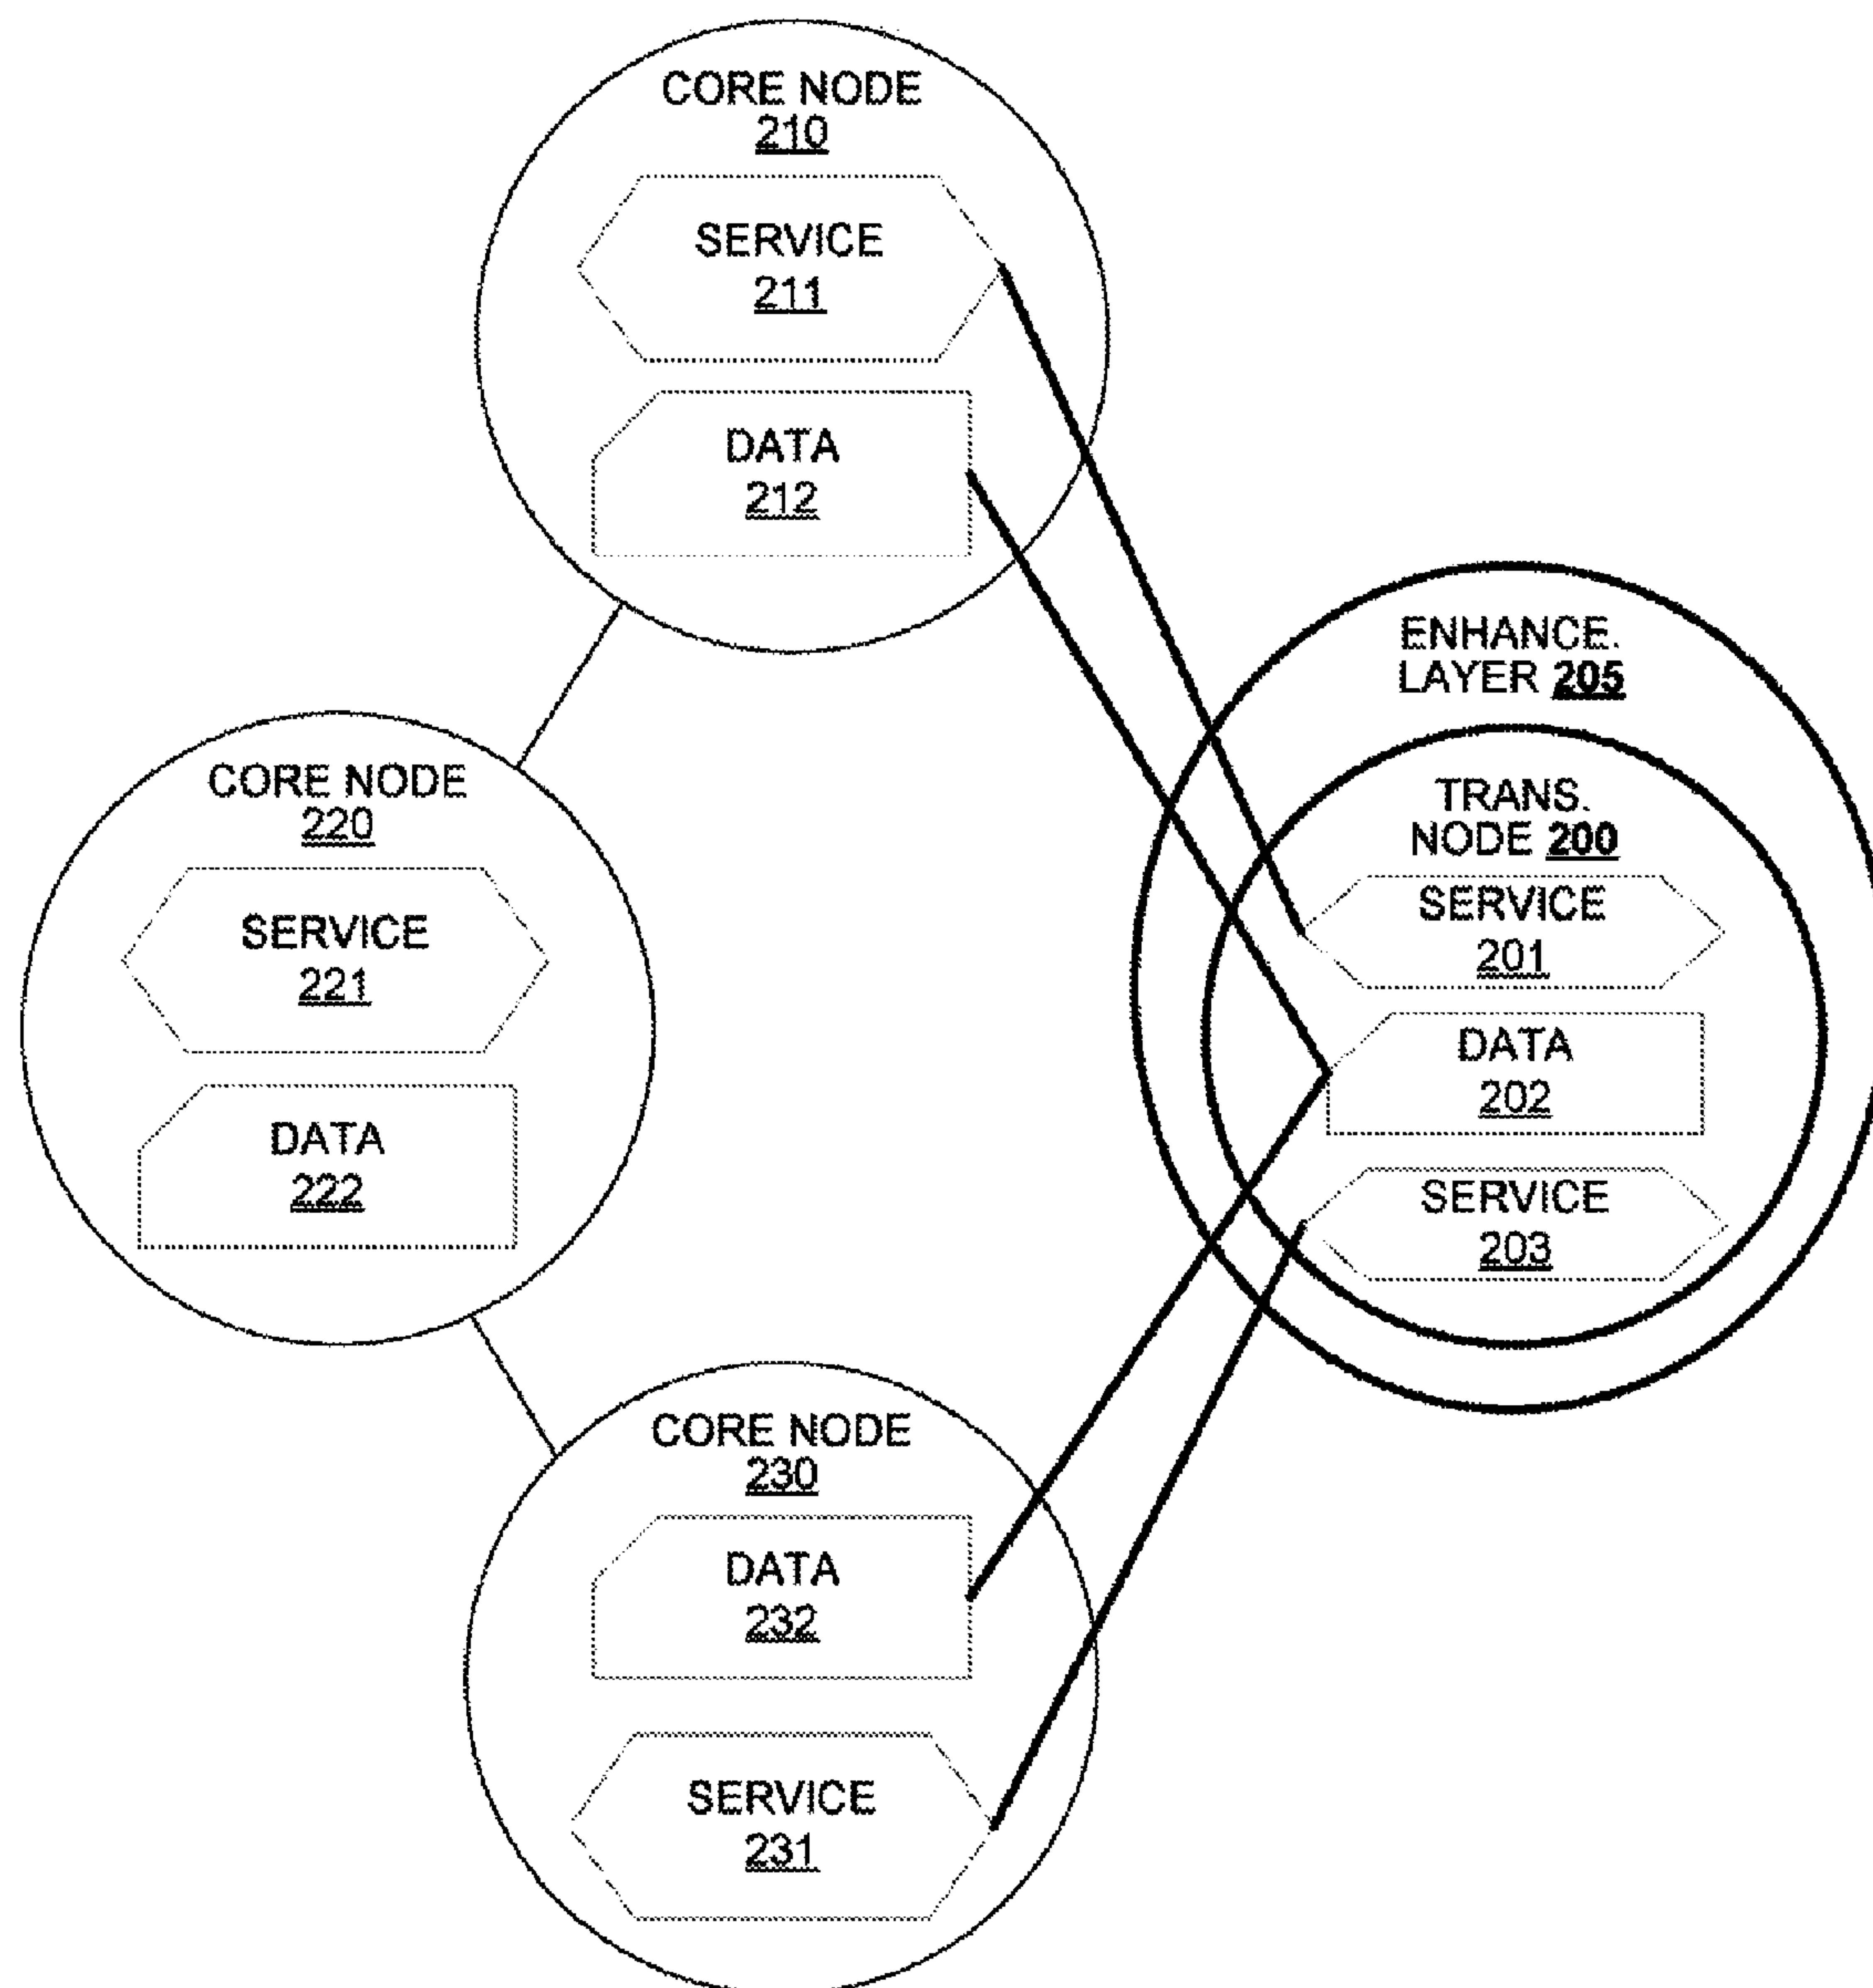 CORE NODE
210
SERVICE
211
DATA
212
ENHANCE.
LAYER 205
TRANS.
NODE 200
SERVICE
201
DATA
202
SERVICE
203
CORE NODE
220
SERVICE
221
DATA
222
CORE NODE
230
DATA
232
SERVICE
231